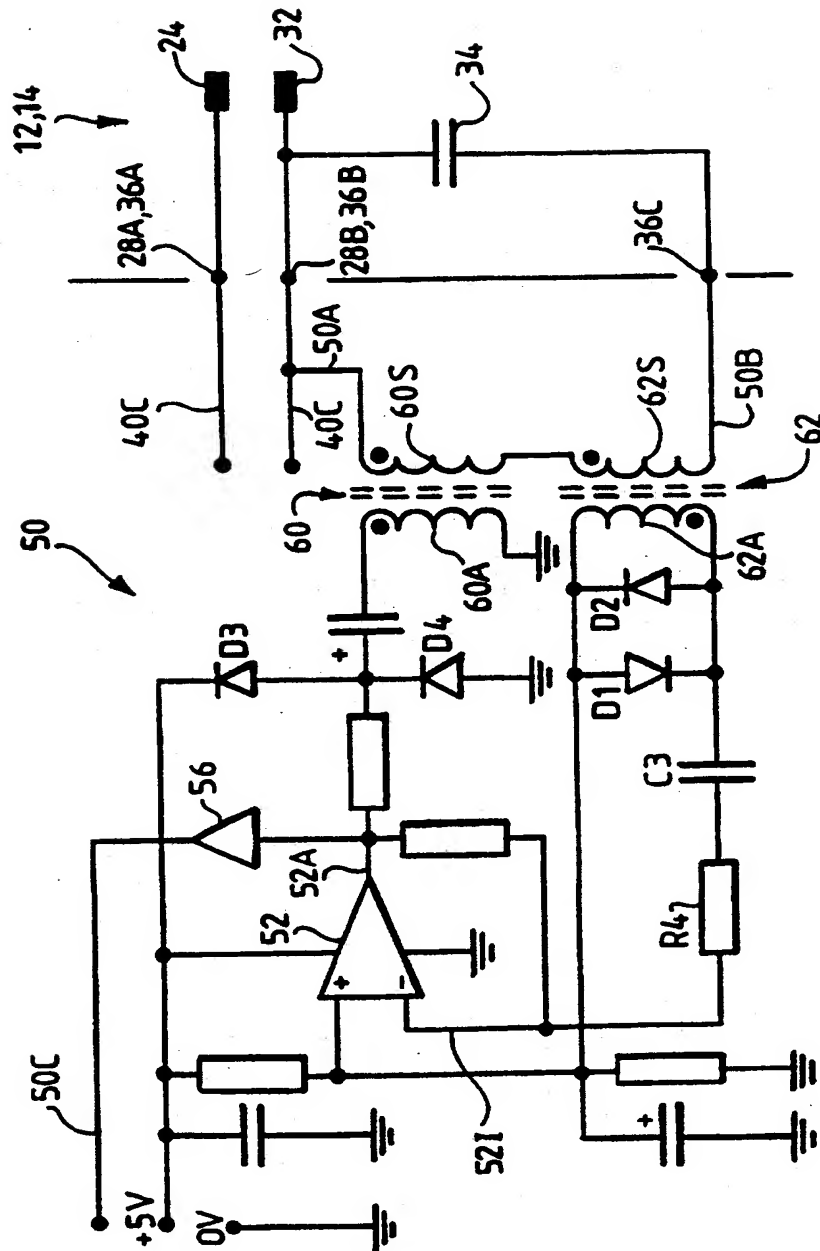 12,14
24
32
34
28A,36A
28B,36B
36C
40C
40C
50A
50B
50
60
60S
62S
62
60A
62A
D3
D4
+
56
52A
52
+
-
D2
D1
C3
R4
50C
+5V
0V
52I
+